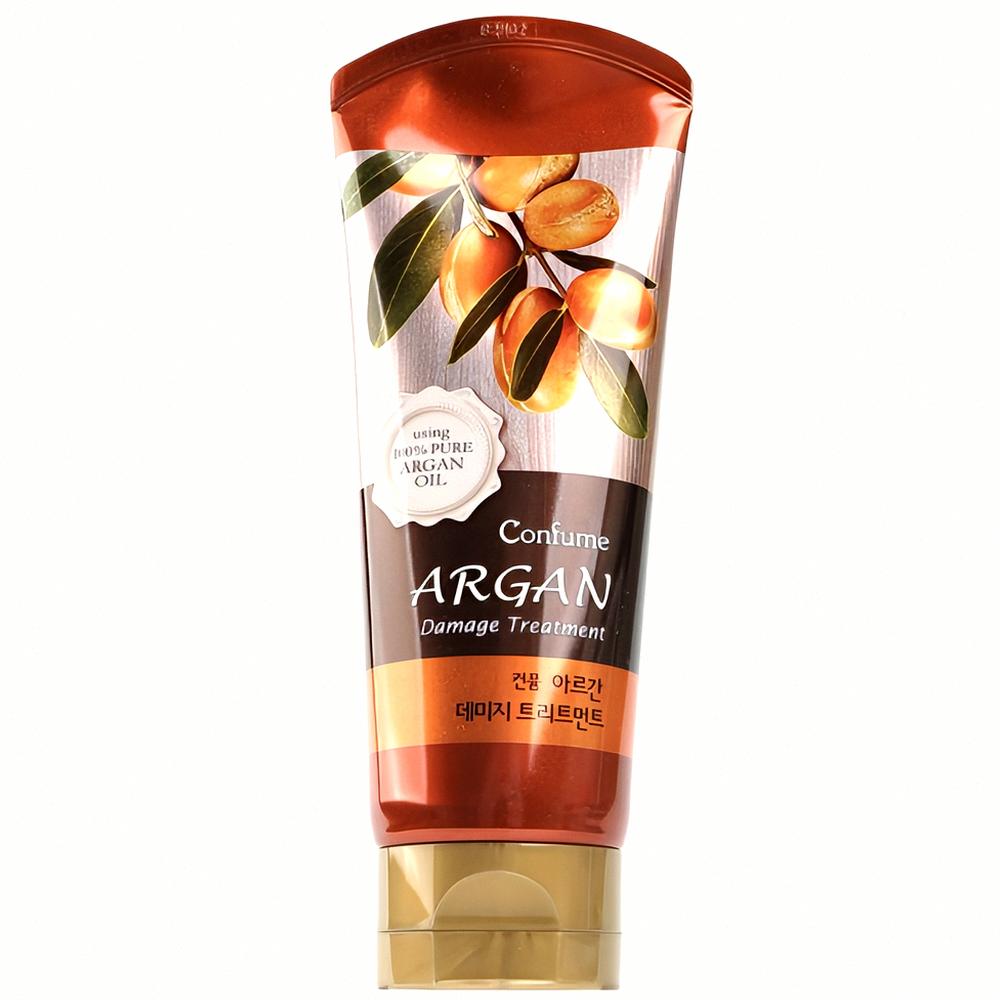 using
100% PURE
ARGAN
OIL
Confume
ARGAN
Damage Treatment
컨퓸 아르간
데미지 트리트먼트